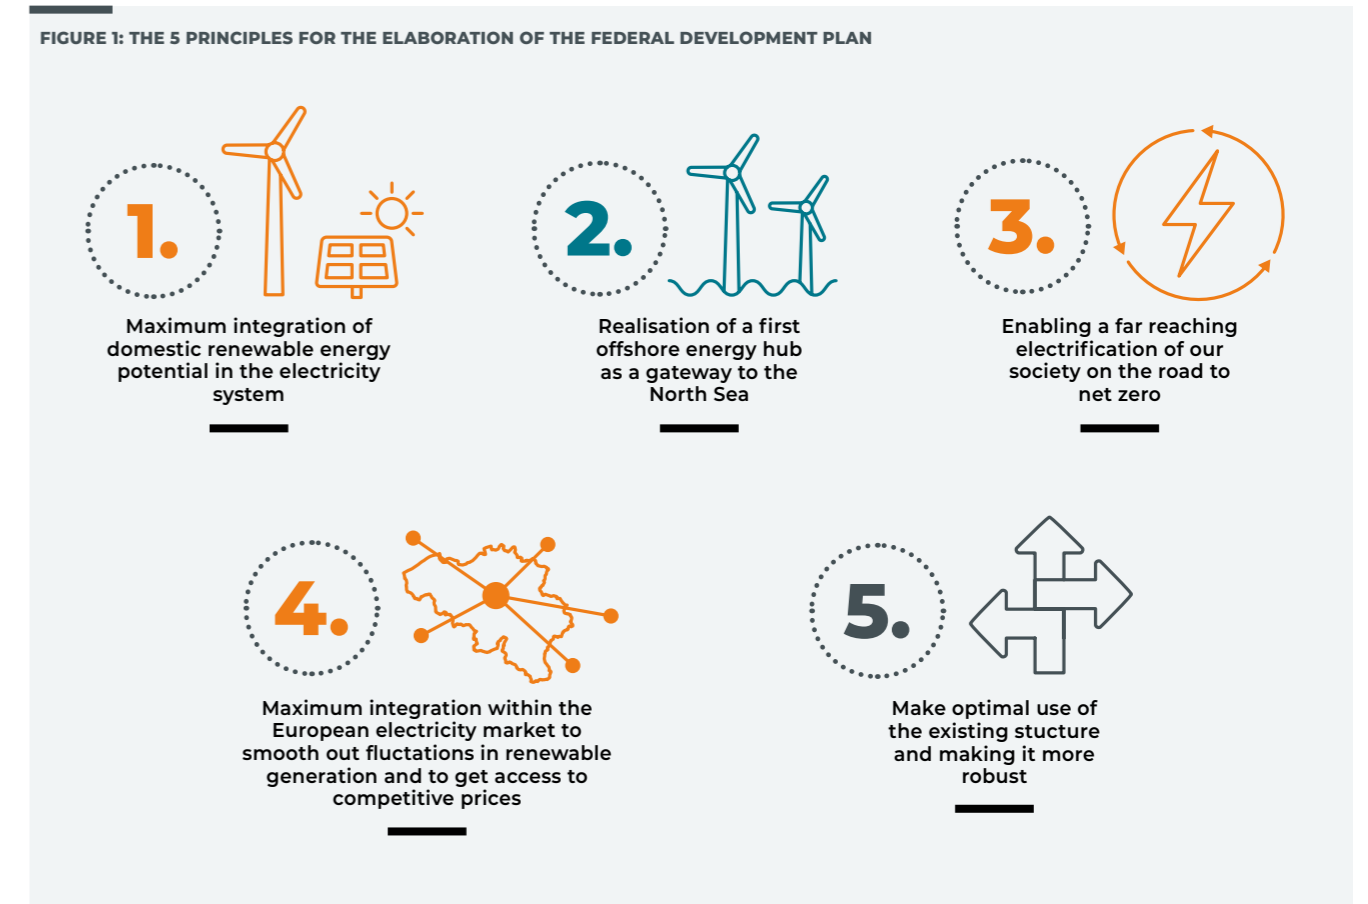 FIGURE 1: THE 5 PRINCIPLES FOR THE ELABORATION OF THE FEDERAL DEVELOPMENT PLAN
1.
Maximum integration of
domestic renewable energy
potential in the electricity
system
2.
Realisation of a first
offshore energy hub
as a gateway to the
North Sea
3.
Enabling a far reaching
electrification of our
society on the road to
net zero
4.
Maximum integration within the
European electricity market to
smooth out fluctations in renewable
generation and to get access to
competitive prices
5.
Make optimal use of
the existing stucture
and making it more
robust